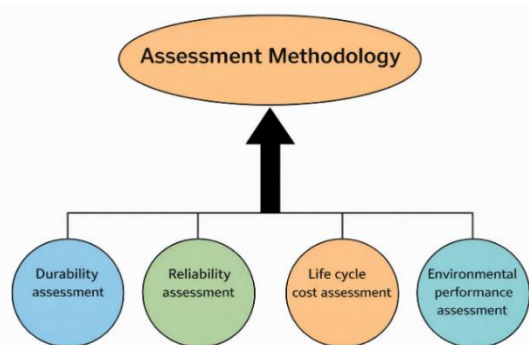 Assessment Methodology
Durability
assessment
Reliability
assessment
Life cycle
cost assessment
Environmental
performance
assessment